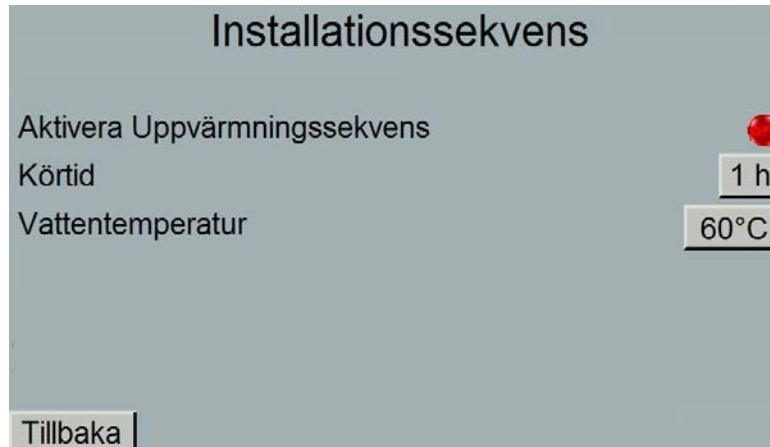 Installationssekvens
Aktivera Uppvärmningssekvens
Körtid 1 h
Vattentemperatur 60°C
Tillbaka